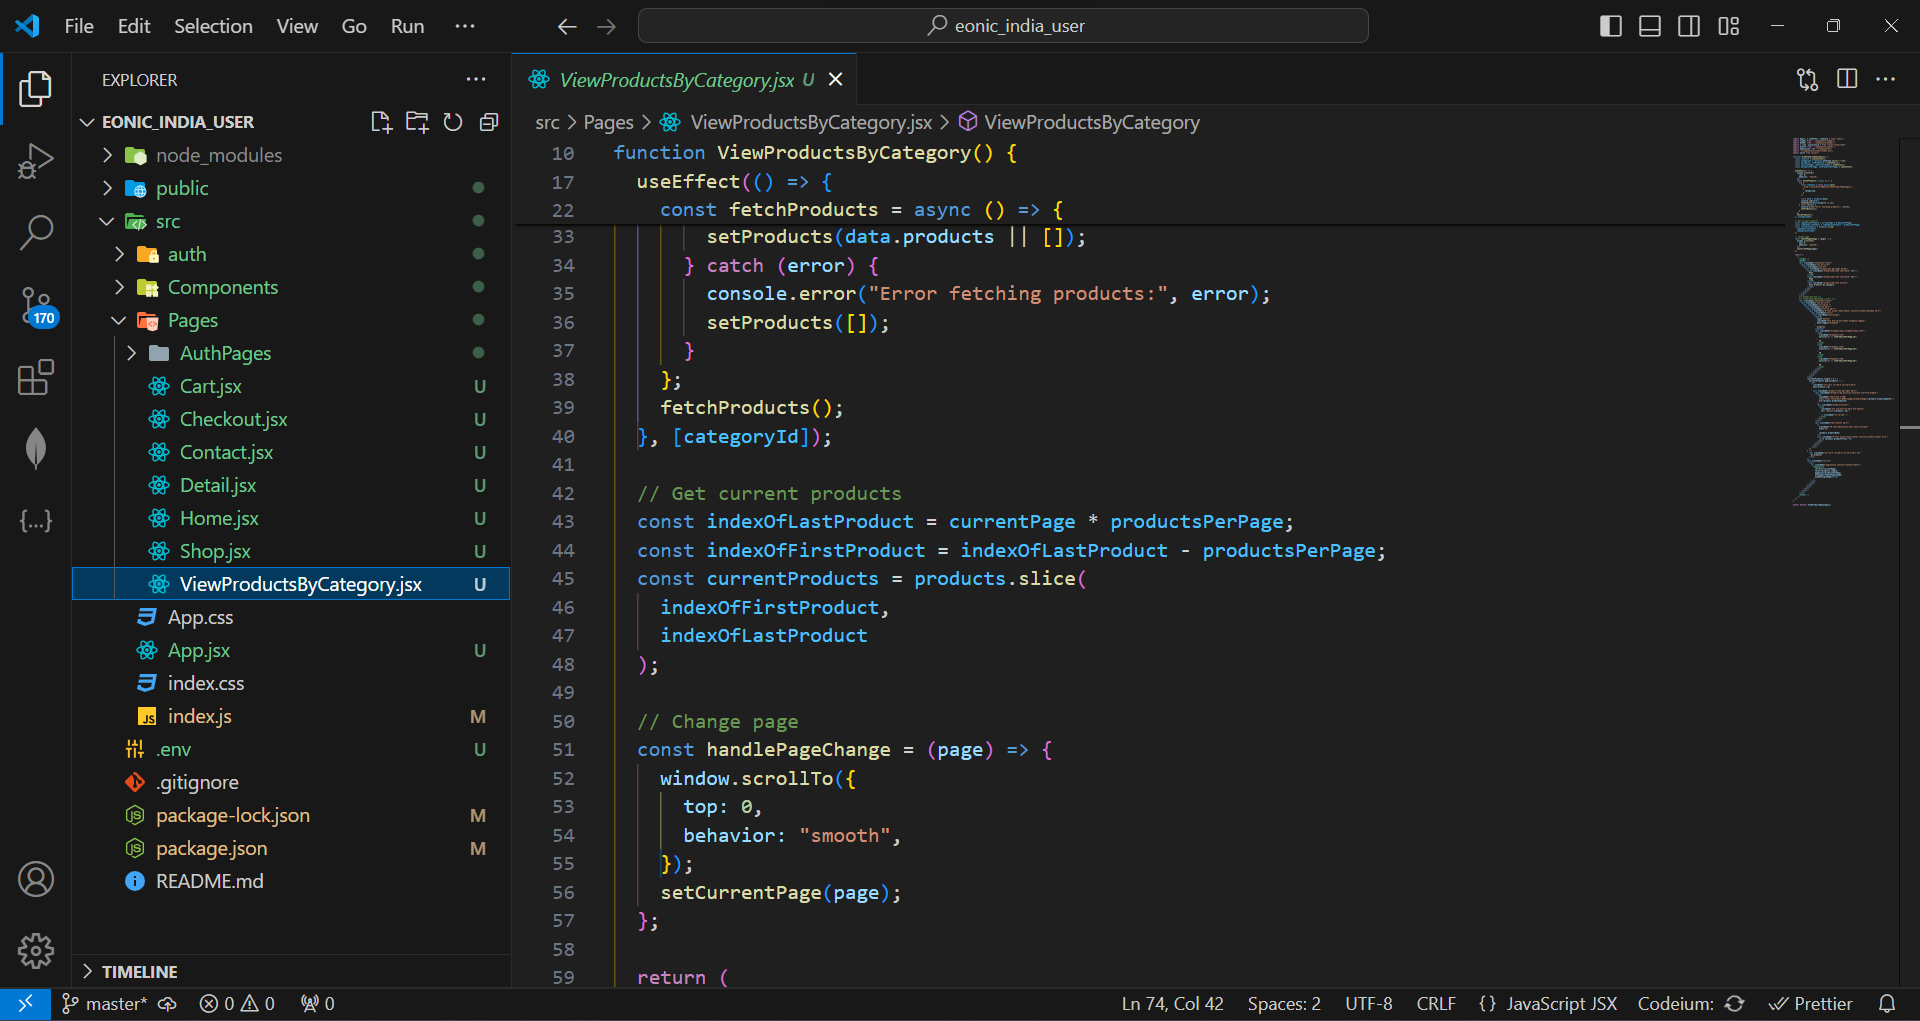 File Edit Selection View Go Run ··· eonic_india_user
EXPLORER ···
EONIC_INDIA_USER
node_modules
public
src
auth
Components
Pages
AuthPages
Cart.jsx U
Checkout.jsx U
Contact.jsx U
Detail.jsx U
Home.jsx U
Shop.jsx U
ViewProductsByCategory.jsx U
App.css
App.jsx U
index.css
JS index.js M
.env U
.gitignore
package-lock.json M
package.json M
README.md
TIMELINE
170
ViewProductsByCategory.jsx U
src > Pages > ViewProductsByCategory.jsx > ViewProductsByCategory
10 function ViewProductsByCategory() {
17 useEffect(() => {
22 const fetchProducts = async () => {
33 setProducts(data.products || []);
34 } catch (error) {
35 console.error("Error fetching products:", error);
36 setProducts([]);
37 }
38 };
39 fetchProducts();
40 }, [categoryId]);
41
42 // Get current products
43 const indexOfLastProduct = currentPage * productsPerPage;
44 const indexOfFirstProduct = indexOfLastProduct - productsPerPage;
45 const currentProducts = products.slice(
46 indexOfFirstProduct,
47 indexOfLastProduct
48 );
49
50 // Change page
51 const handlePageChange = (page) => {
52 window.scrollTo({
53 top: 0,
54 behavior: "smooth",
55 });
56 setCurrentPage(page);
57 };
58
59 return (
master* 0 0 0 Ln 74, Col 42 Spaces: 2 UTF-8 CRLF {} JavaScript JSX Codeium: Prettier